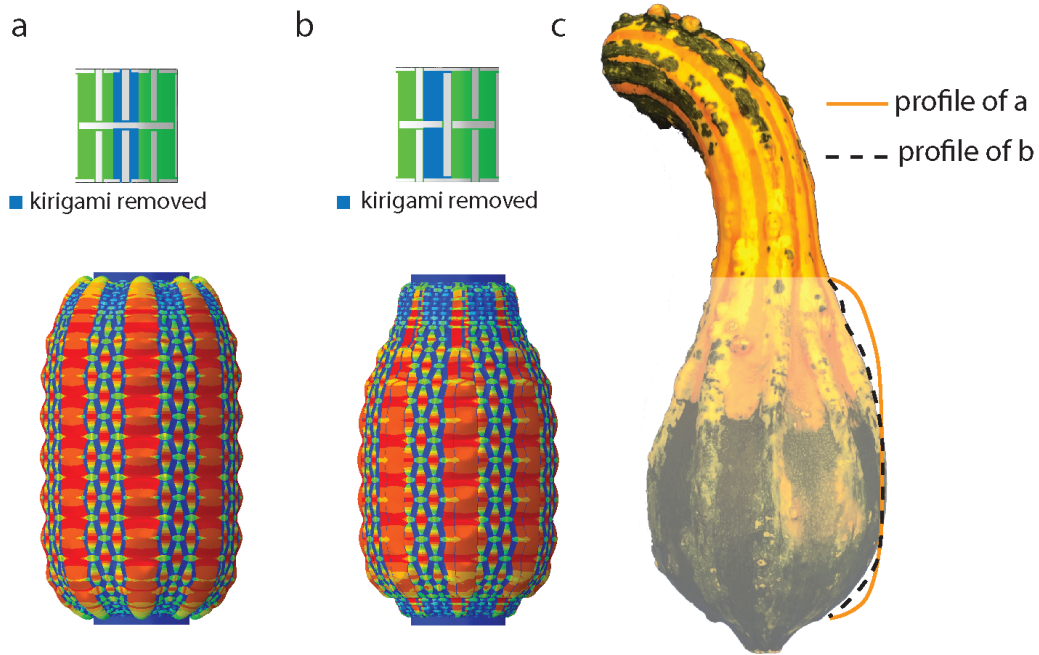 a
b
c
profile of a
profile of b
kirigami removed
kirigami removed